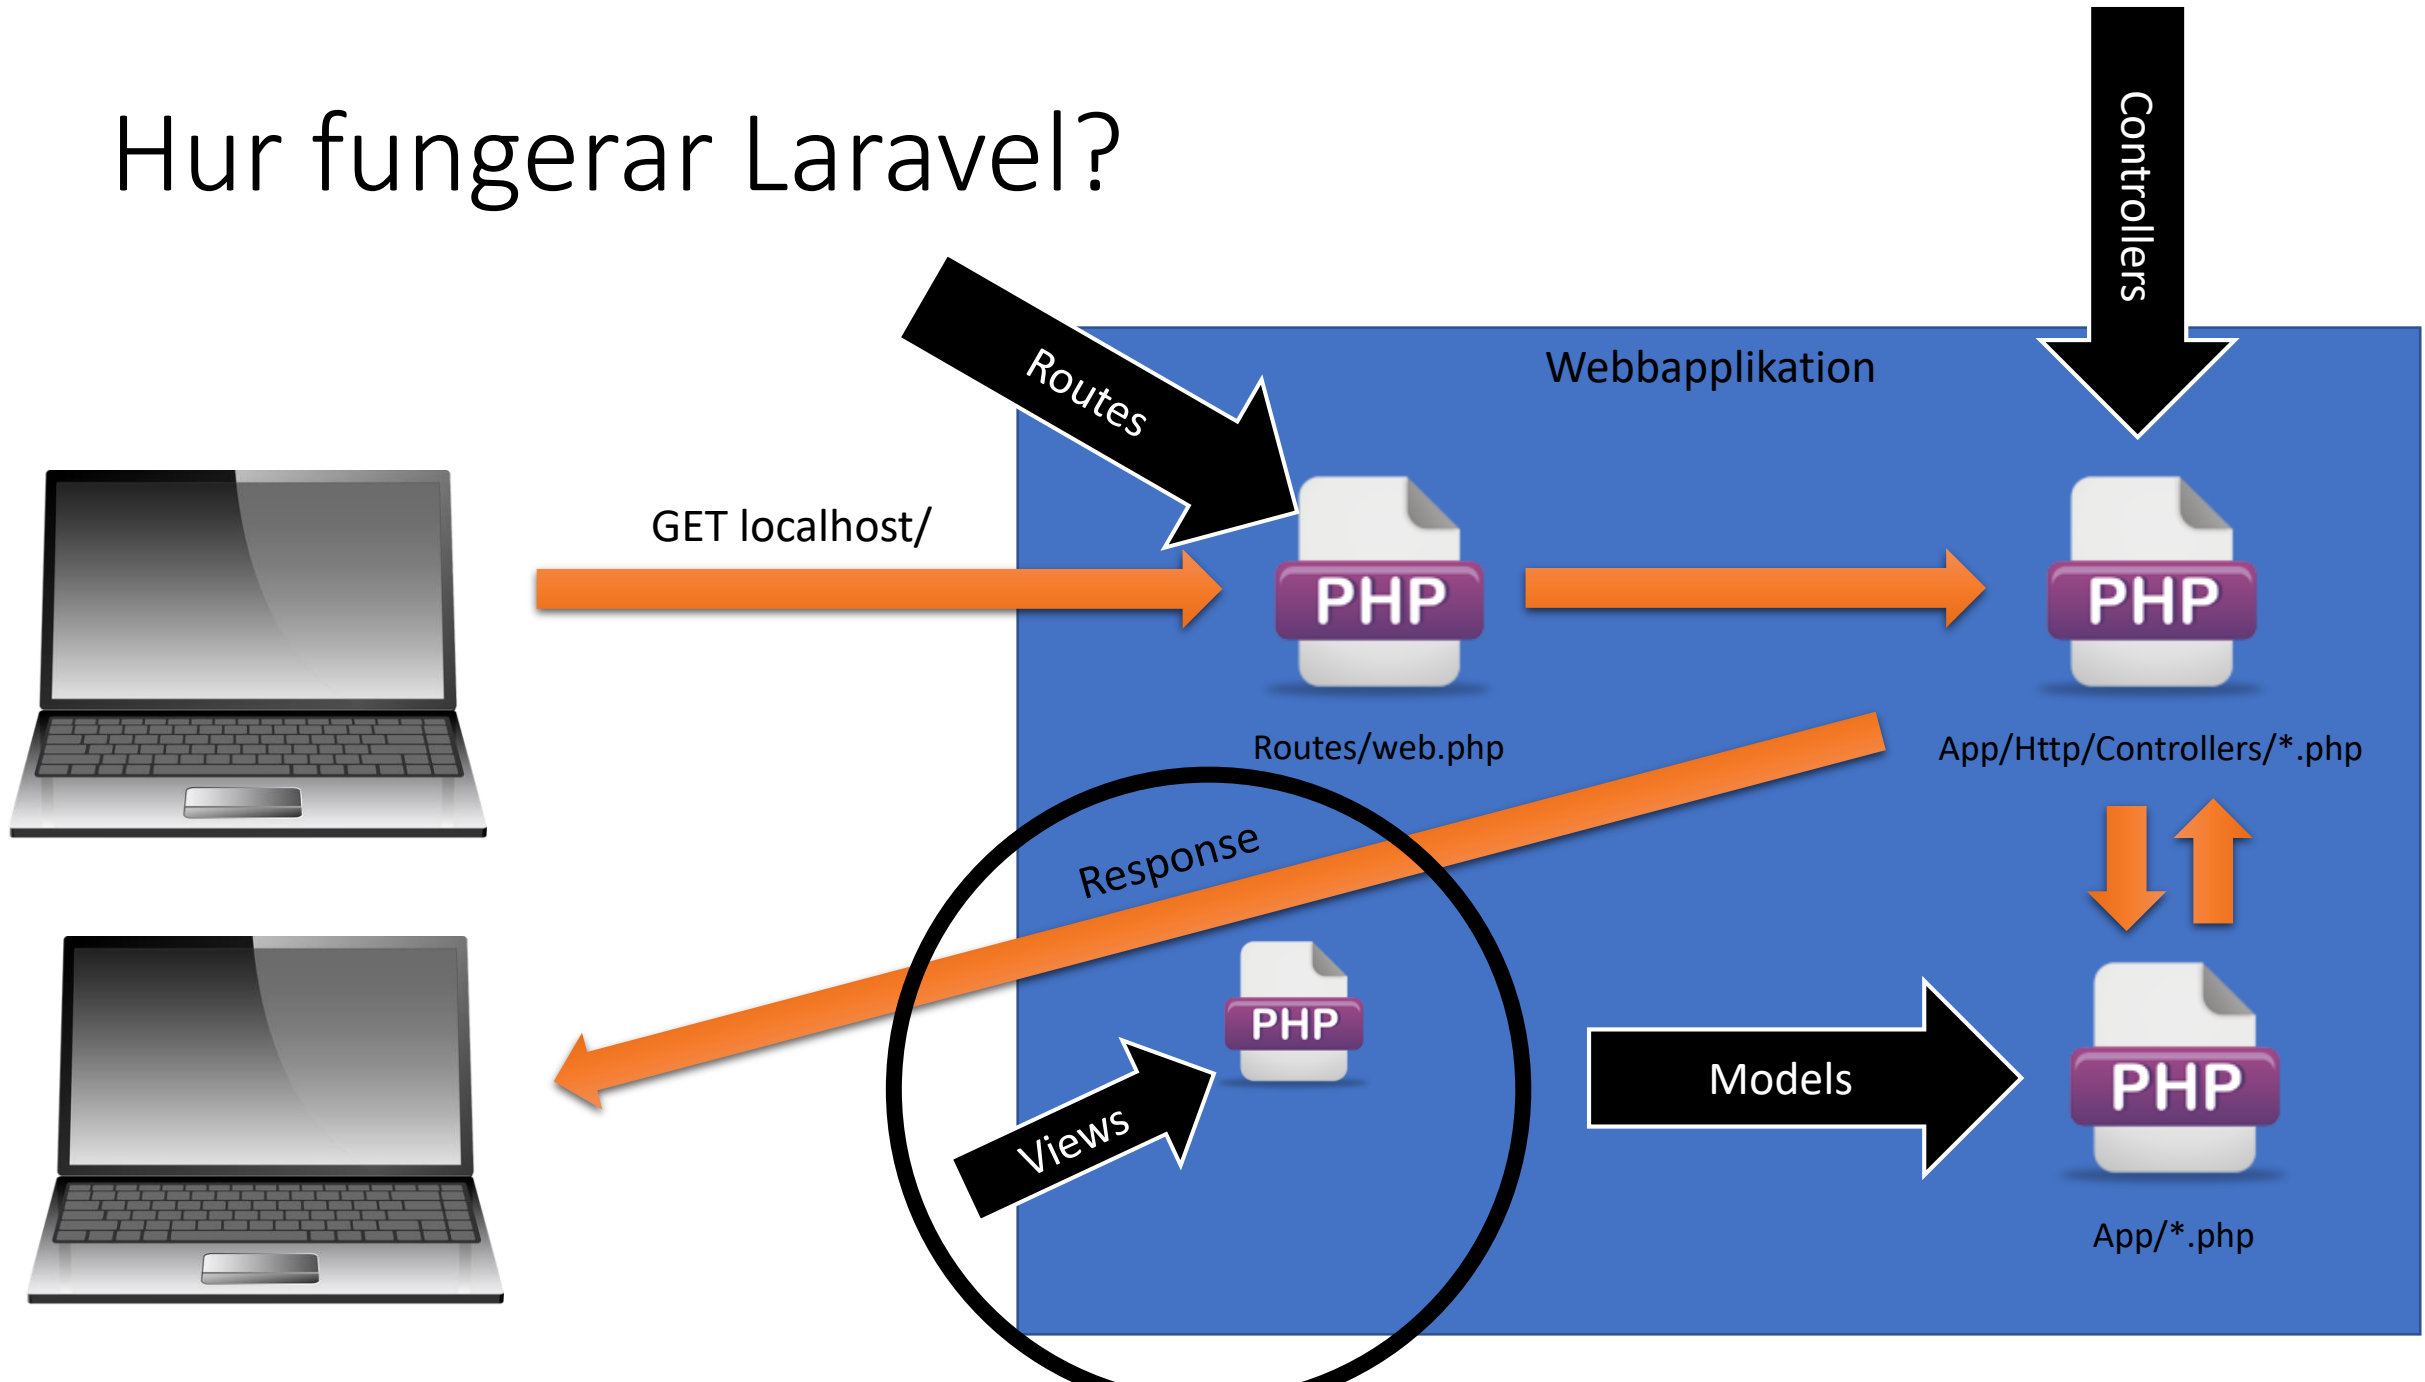 Hur fungerar Laravel?
Controllers
Routes
Webbapplikation
GET localhost/
PHP
PHP
Routes/web.php
App/Http/Controllers/*.php
Response
PHP
Views
Models
PHP
App/*.php